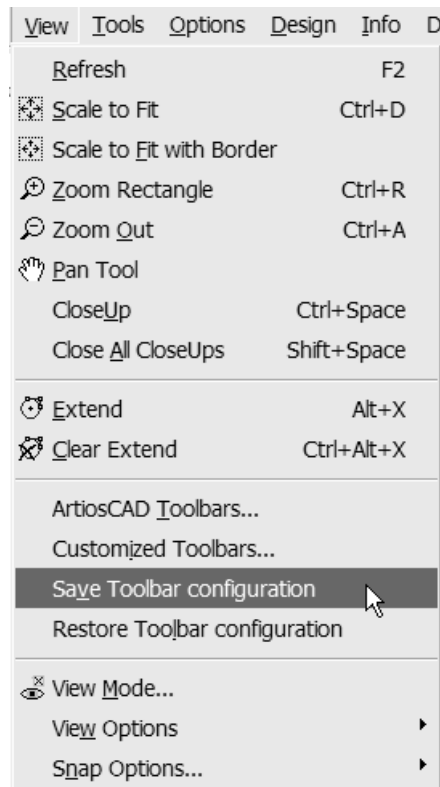 View Tools Options Design Info D
Refresh F2
Scale to Fit Ctrl+D
Scale to Fit with Border
Zoom Rectangle Ctrl+R
Zoom Out Ctrl+A
Pan Tool
CloseUp Ctrl+Space
Close All CloseUps Shift+Space
Extend Alt+X
Clear Extend Ctrl+Alt+X
ArtiosCAD Toolbars...
Customized Toolbars...
Save Toolbar configuration
Restore Toolbar configuration
View Mode...
View Options
Snap Options...